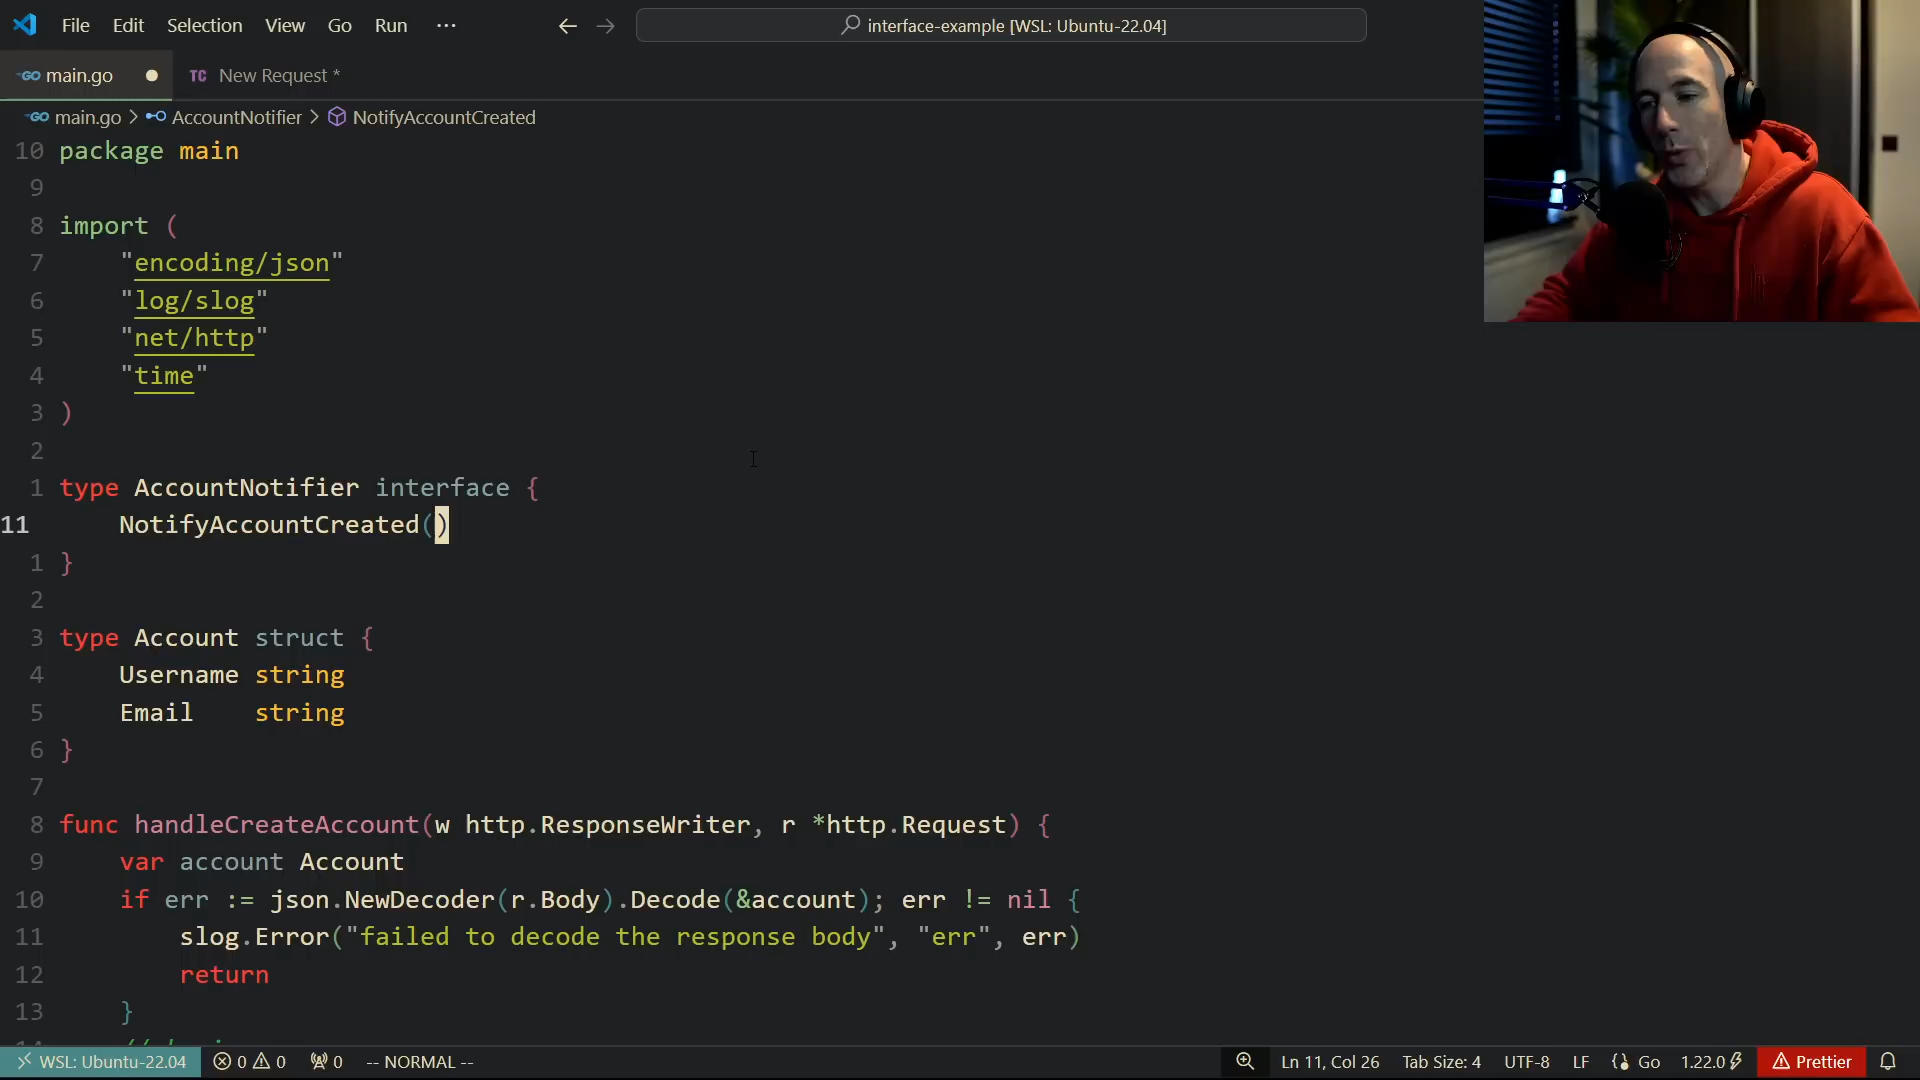 File Edit Selection View Go Run ··· ← → interface-example [WSL: Ubuntu-22.04]
GO main.go ● TC New Request *
GO main.go > AccountNotifier > NotifyAccountCreated
10 package main
9
8 import (
7 "encoding/json"
6 "log/slog"
5 "net/http"
4 "time"
3 )
2
1 type AccountNotifier interface {
11 NotifyAccountCreated()
1 }
2
3 type Account struct {
4 Username string
5 Email string
6 }
7
8 func handleCreateAccount(w http.ResponseWriter, r *http.Request) {
9 var account Account
10 if err := json.NewDecoder(r.Body).Decode(&account); err != nil {
11 slog.Error("failed to decode the response body", "err", err)
12 return
13 }
WSL: Ubuntu-22.04 0 0 0 -- NORMAL -- Ln 11, Col 26 Tab Size: 4 UTF-8 LF {} Go 1.22.0 Prettier